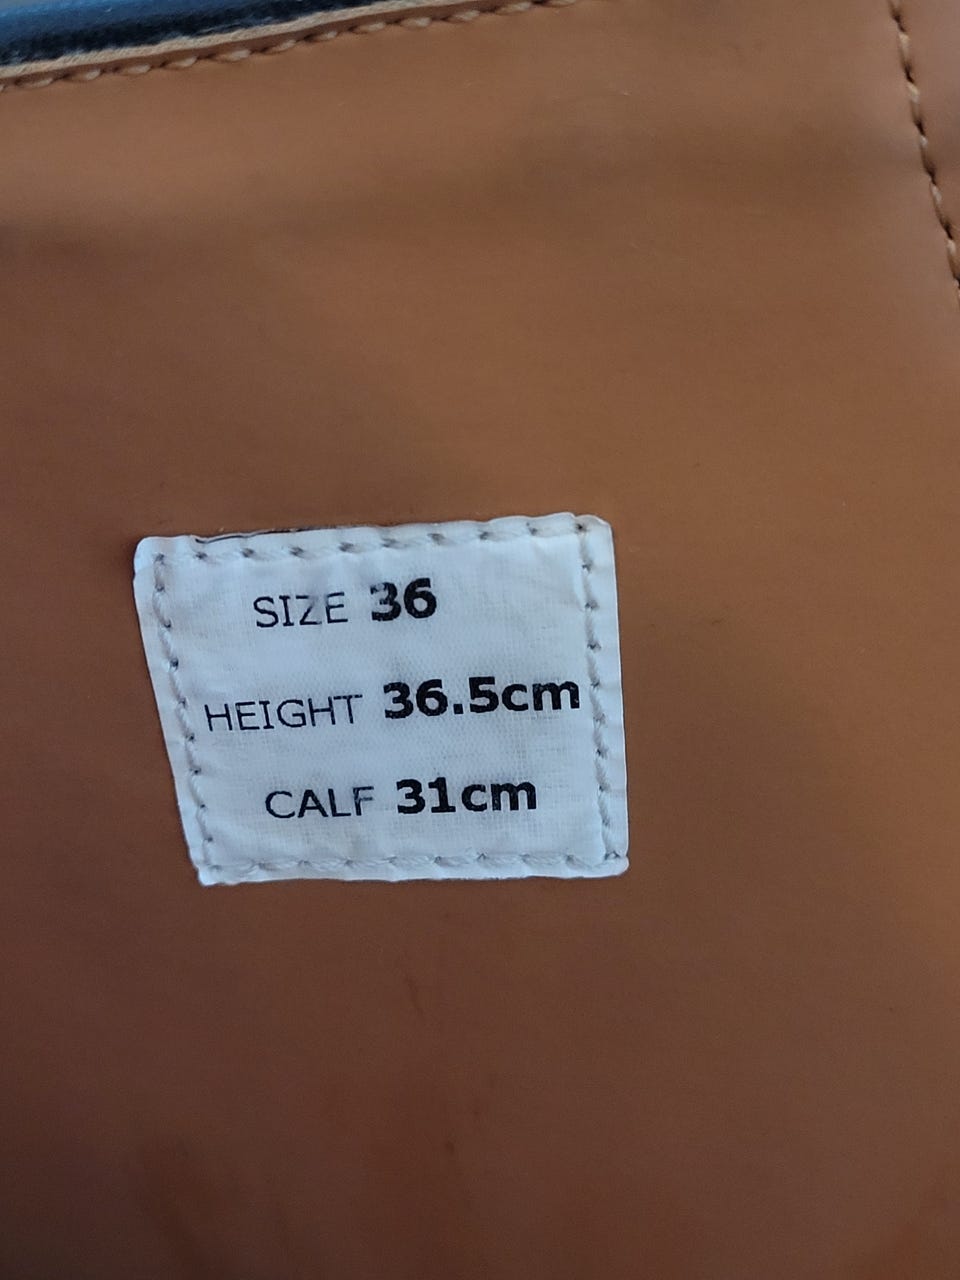 SIZE 36
HEIGHT 36.5cm
CALF 31cm